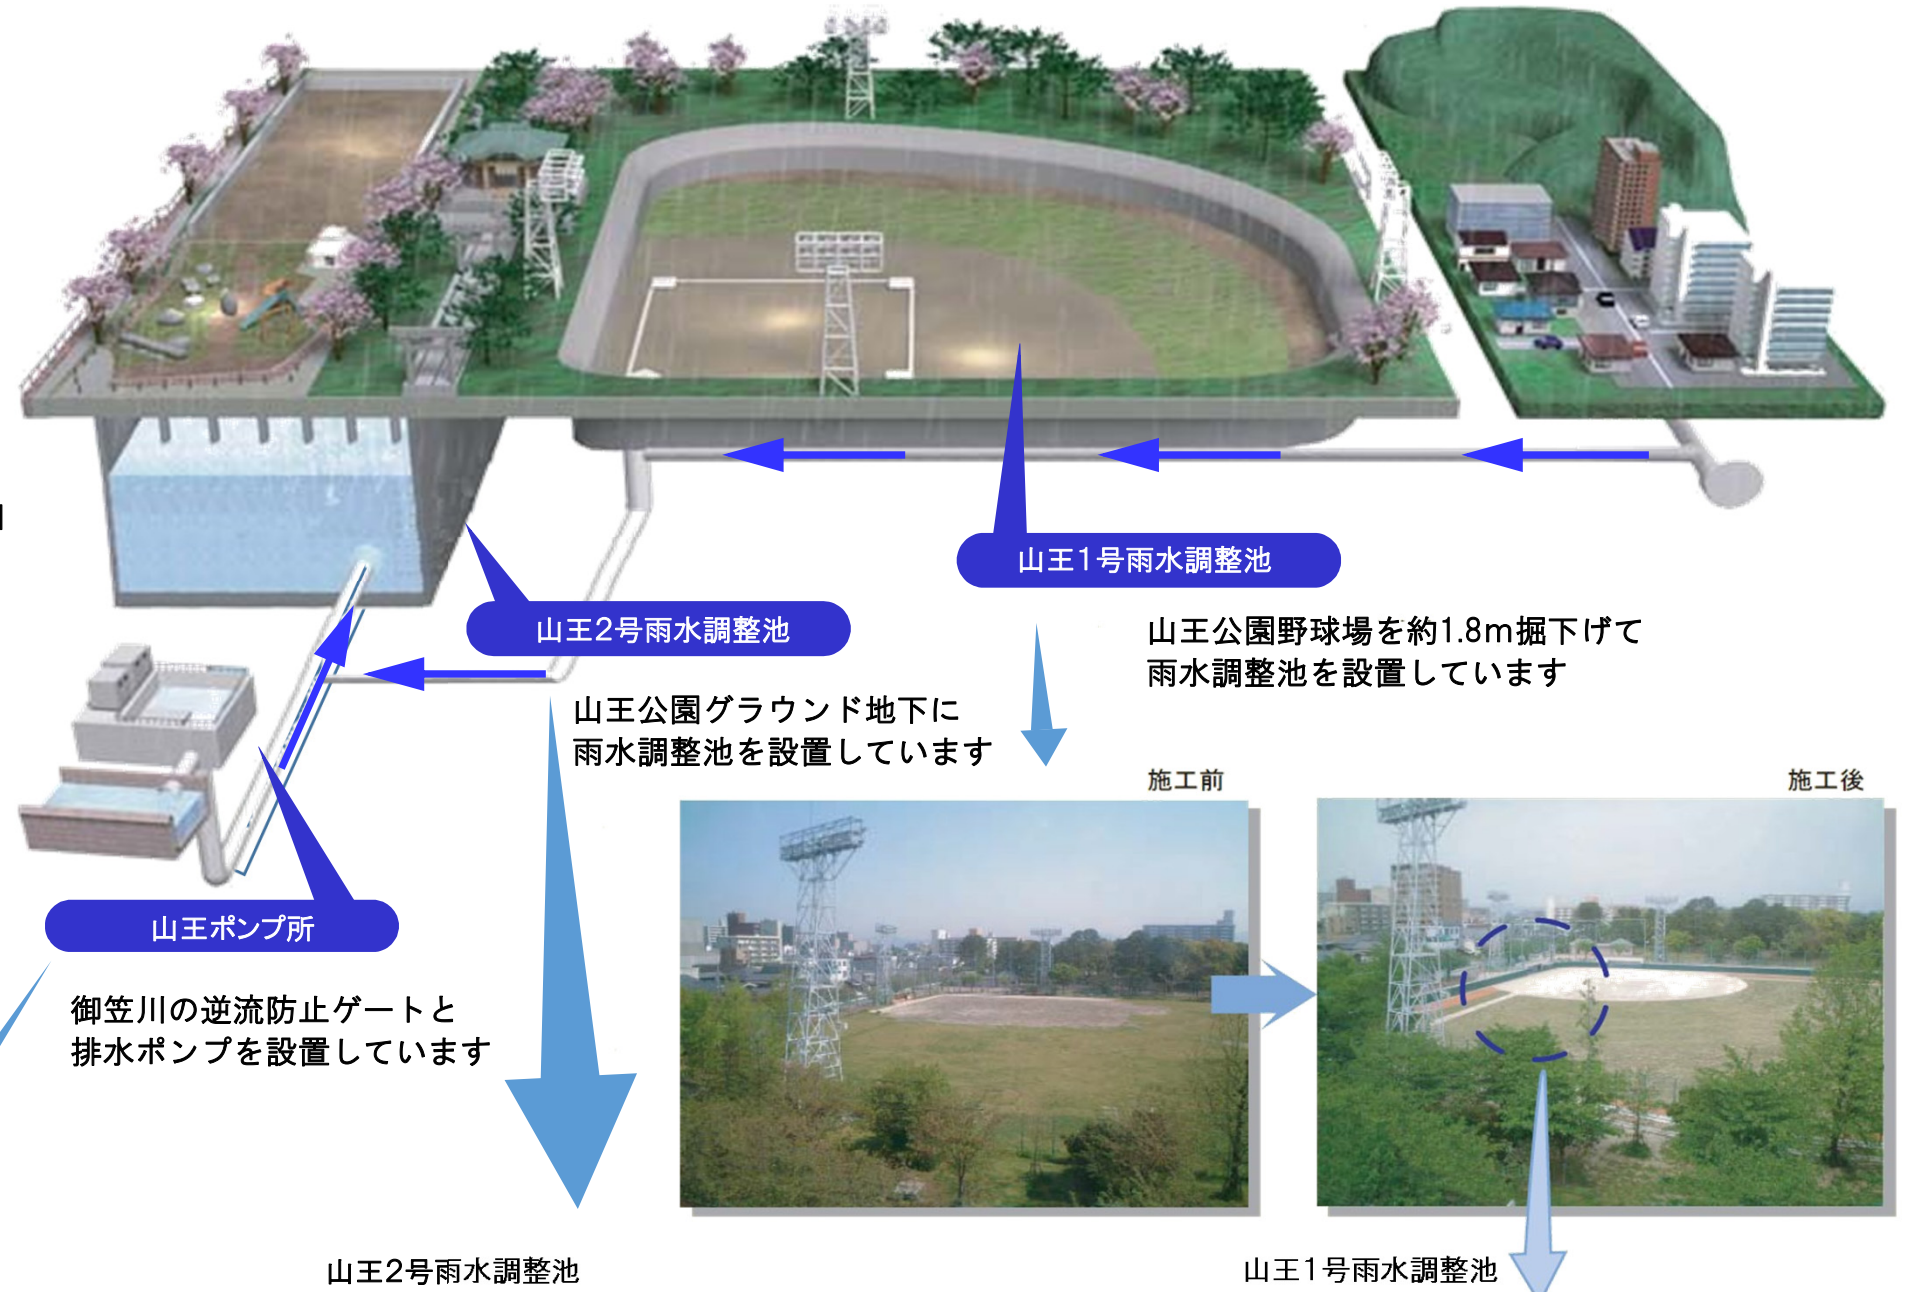 山王1号雨水調整池
山王公園野球場を約1.8m掘下げて
雨水調整池を設置しています
山王2号雨水調整池
山王公園グラウンド地下に
雨水調整池を設置しています
施工前
施工後
山王ポンプ所
御笠川の逆流防止ゲートと
排水ポンプを設置しています
山王2号雨水調整池
山王1号雨水調整池